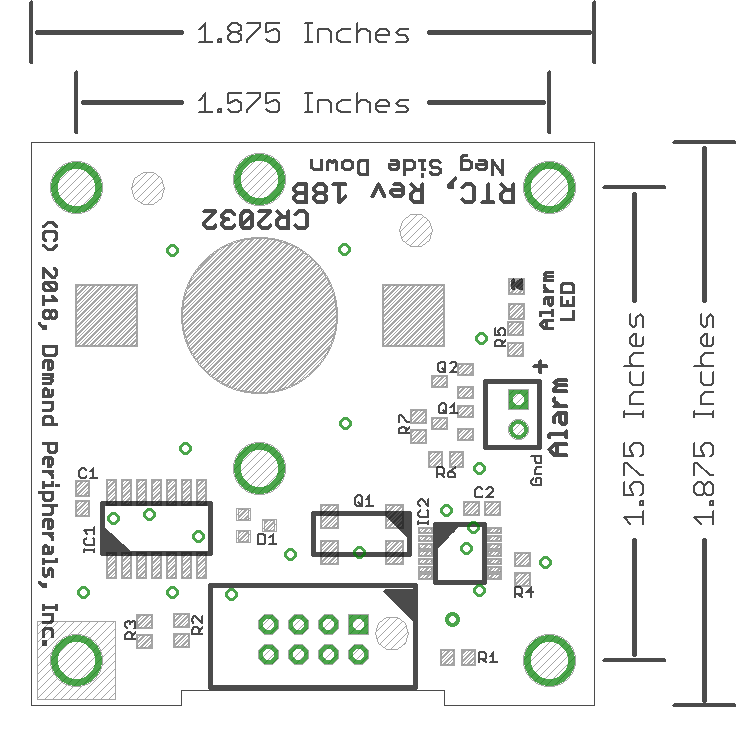 1.875 Inches
1.575 Inches
Neg Side Down
RTC, Rev 18B
CR2032
(C) 2018, Demand Peripherals, Inc.
Alarm
LED
R5
Q2
+
Q1
R7
Alarm
R6
Gnd
C1
IC1
D1
Q1
IC2
C2
R4
R3
R2
R1
1.575 Inches
1.875 Inches